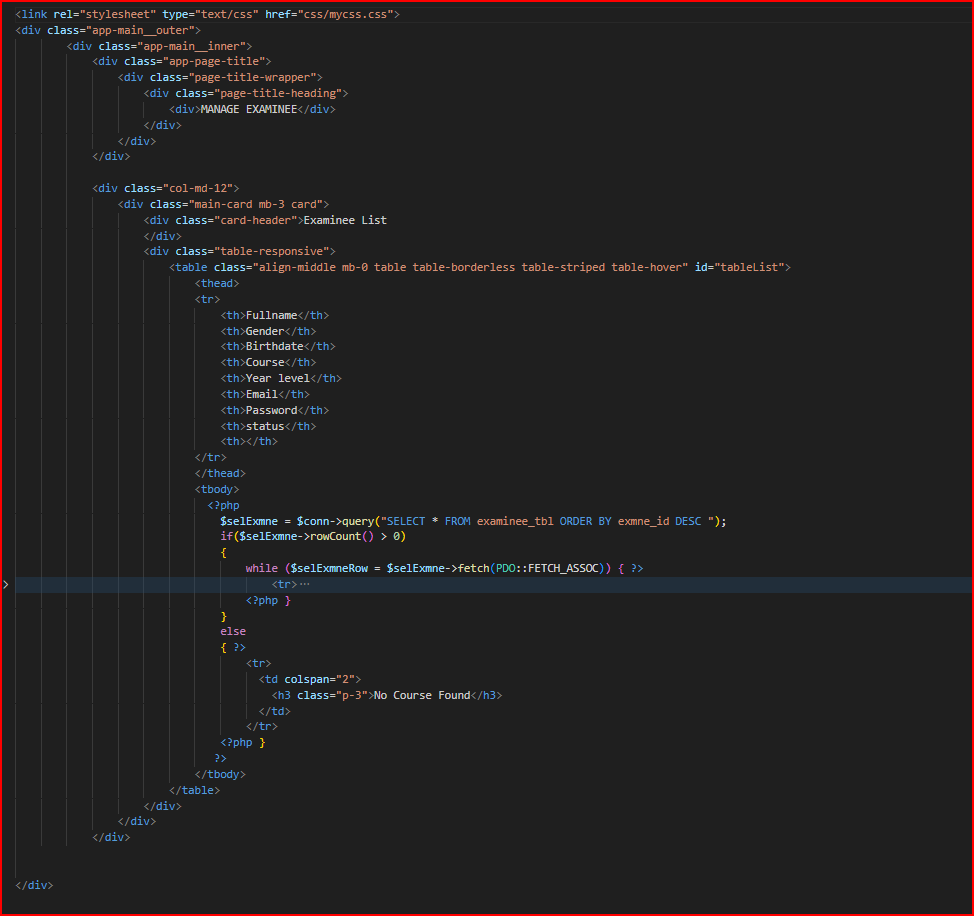 <link rel="stylesheet" type="text/css" href="css/mycss.css">
<div class="app-main__outer">
<div class="app-main__inner">
<div class="app-page-title">
<div class="page-title-wrapper">
<div class="page-title-heading">
<div>MANAGE EXAMINEE</div>
</div>
</div>
</div>
<div class="col-md-12">
<div class="main-card mb-3 card">
<div class="card-header">Examinee List
</div>
<div class="table-responsive">
<table class="align-middle mb-0 table table-borderless table-striped table-hover" id="tableList">
<thead>
<tr>
<th>Fullname</th>
<th>Gender</th>
<th>Birthdate</th>
<th>Course</th>
<th>Year level</th>
<th>Email</th>
<th>Password</th>
<th>status</th>
<th></th>
</tr>
</thead>
<tbody>
<?php
$selExmne = $conn->query("SELECT * FROM examinee_tbl ORDER BY exmne_id DESC ");
if($selExmne->rowCount() > 0)
{
while ($selExmneRow = $selExmne->fetch(PDO::FETCH_ASSOC)) { ?>
<tr>···
<?php }
}
else
{ ?>
<tr>
<td colspan="2">
<h3 class="p-3">No Course Found</h3>
</td>
</tr>
<?php }
?>
</tbody>
</table>
</div>
</div>
</div>
</div>